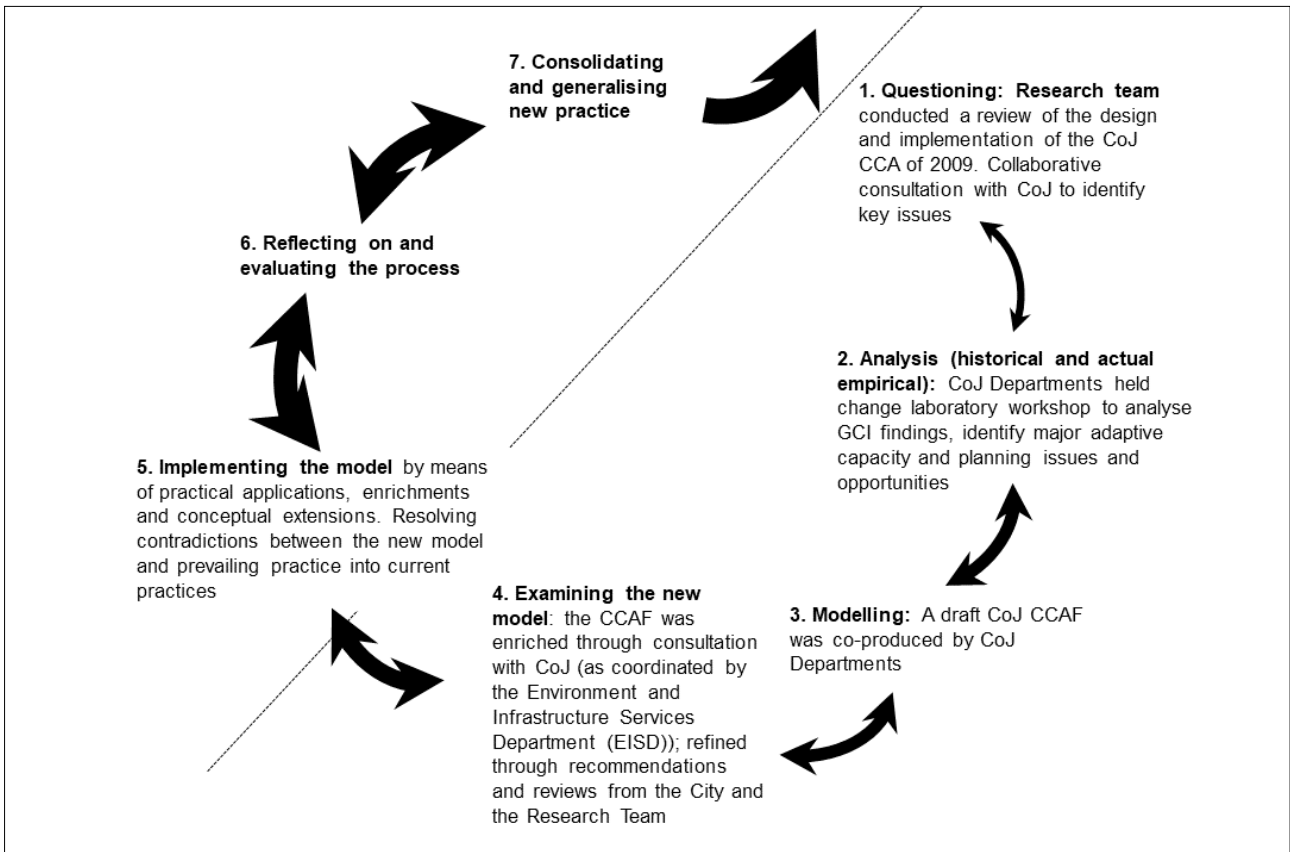 7. Consolidating
and generalising
new practice
1. Questioning: Research team
conducted a review of the design
and implementation of the CoJ
CCA of 2009. Collaborative
consultation with CoJ to identify
key issues
6. Reflecting on and
evaluating the process
2. Analysis (historical and actual
empirical): CoJ Departments held
change laboratory workshop to analyse
GCI findings, identify major adaptive
capacity and planning issues and
opportunities
5. Implementing the model by means
of practical applications, enrichments
and conceptual extensions. Resolving
contradictions between the new model
and prevailing practice into current
practices
4. Examining the new
model: the CCAF was
enriched through consultation
with CoJ (as coordinated by
the Environment and
Infrastructure Services
Department (EISD)); refined
through recommendations
and reviews from the City and
the Research Team
3. Modelling: A draft CoJ CCAF
was co-produced by CoJ
Departments